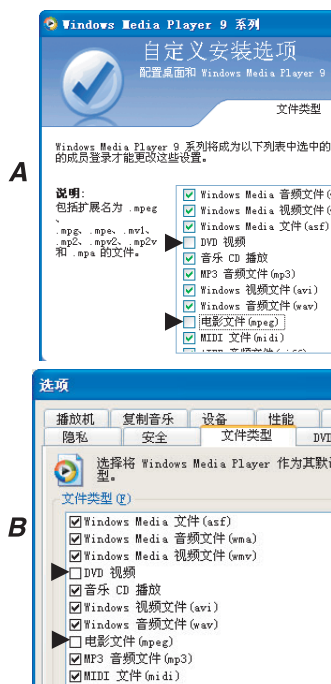 Windows Media Player 9 系列
自定义安装选项
配置桌面和 Windows Media Player 9
文件类型
Windows Media Player 9 系列将成为以下列表中选中的
的成员登录才能更改这些设置。
A
说明:
包括扩展名为 .mpeg
、
.mpg、.mpe、.mv1、
.mp2、.mpv2、.mp2v
和 .mpa 的文件。
Windows Media 音频文件(
Windows Media 视频文件(
Windows Media 文件(asf)
DVD 视频
音乐 CD 播放
MP3 音频文件(mp3)
Windows 视频文件(avi)
Windows 音频文件(wav)
电影文件(mpeg)
MIDI 文件(midi)
B
选项
播放机 复制音乐 设备 性能
隐私 安全 文件类型 DVD
选择将 Windows Media Player 作为其默认
型。
文件类型(F)
Windows Media 文件(asf)
Windows Media 音频文件(wma)
Windows Media 视频文件(wmv)
DVD 视频
音乐 CD 播放
Windows 视频文件(avi)
Windows 音频文件(wav)
电影文件(mpeg)
MP3 音频文件(mp3)
MIDI 文件(midi)